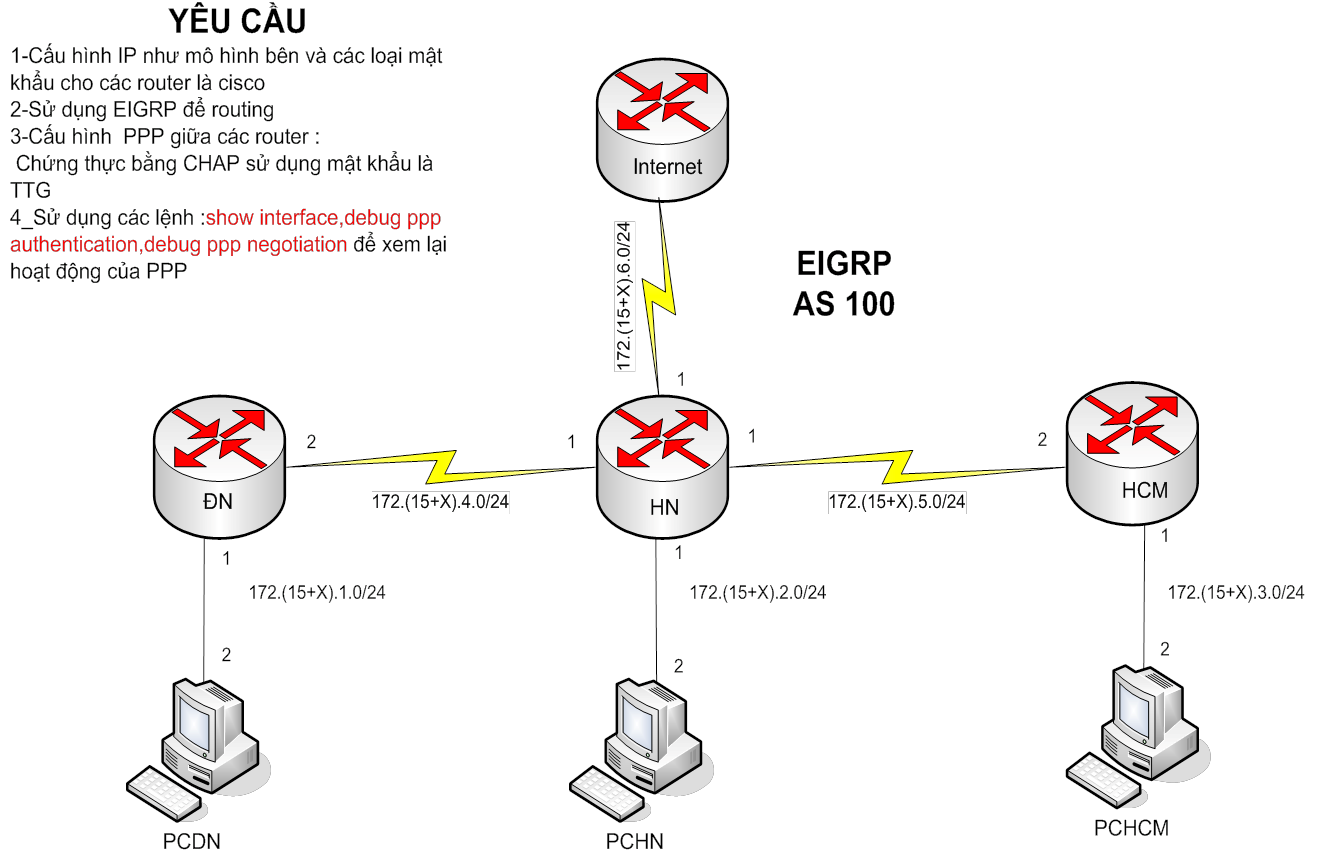 YÊU CẦU
1-Cấu hình IP như mô hình bên và các loại mật
khẩu cho các router là cisco
2-Sử dụng EIGRP để routing
3-Cấu hình  PPP giữa các router :
Chứng thực bằng CHAP sử dụng mật khẩu là
TTG
4_Sử dụng các lệnh :show interface,debug ppp
authentication,debug ppp negotiation để xem lại
hoạt động của PPP
Internet
172.(15+X).6.0/24
EIGRP
AS 100
1
2
1
1
2
ĐN
172.(15+X).4.0/24
HN
172.(15+X).5.0/24
HCM
1
172.(15+X).1.0/24
1
172.(15+X).2.0/24
1
172.(15+X).3.0/24
2
2
2
PCDN
PCHN
PCHCM